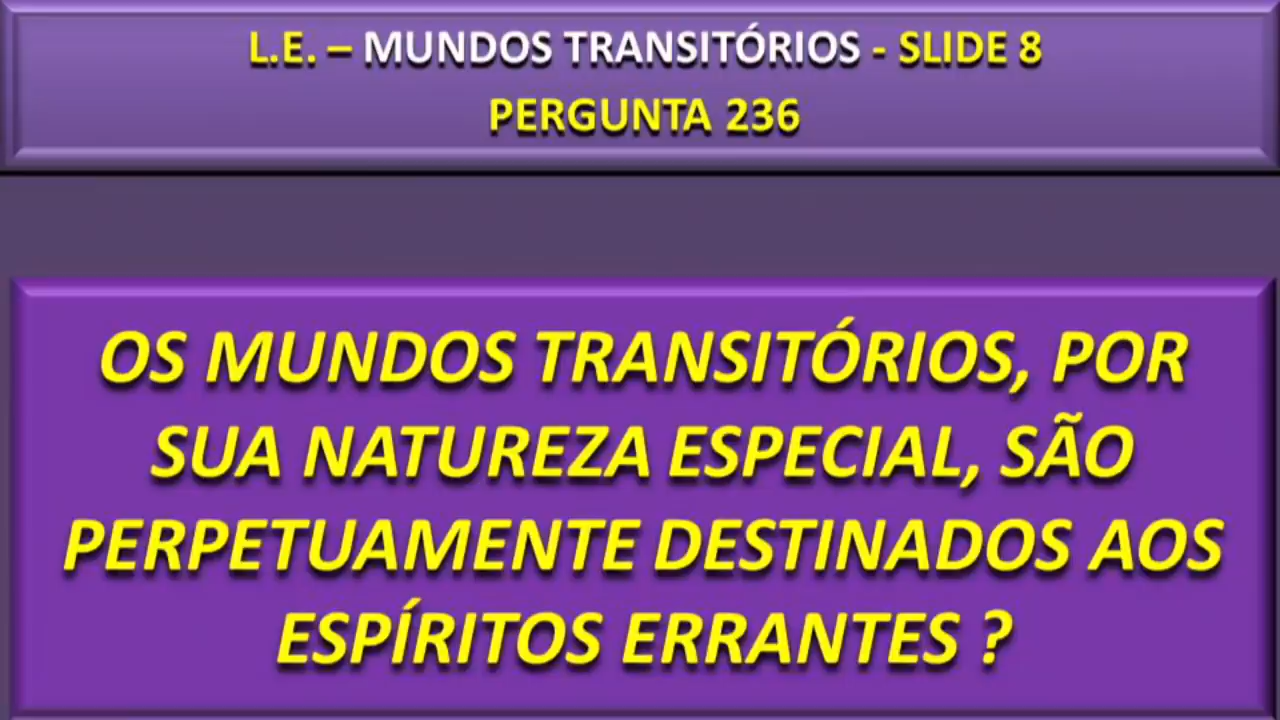 L.E. – MUNDOS TRANSITÓRIOS - SLIDE 8
PERGUNTA 236
OS MUNDOS TRANSITÓRIOS, POR
SUA NATUREZA ESPECIAL, SÃO
PERPETUAMENTE DESTINADOS AOS
ESPÍRITOS ERRANTES ?